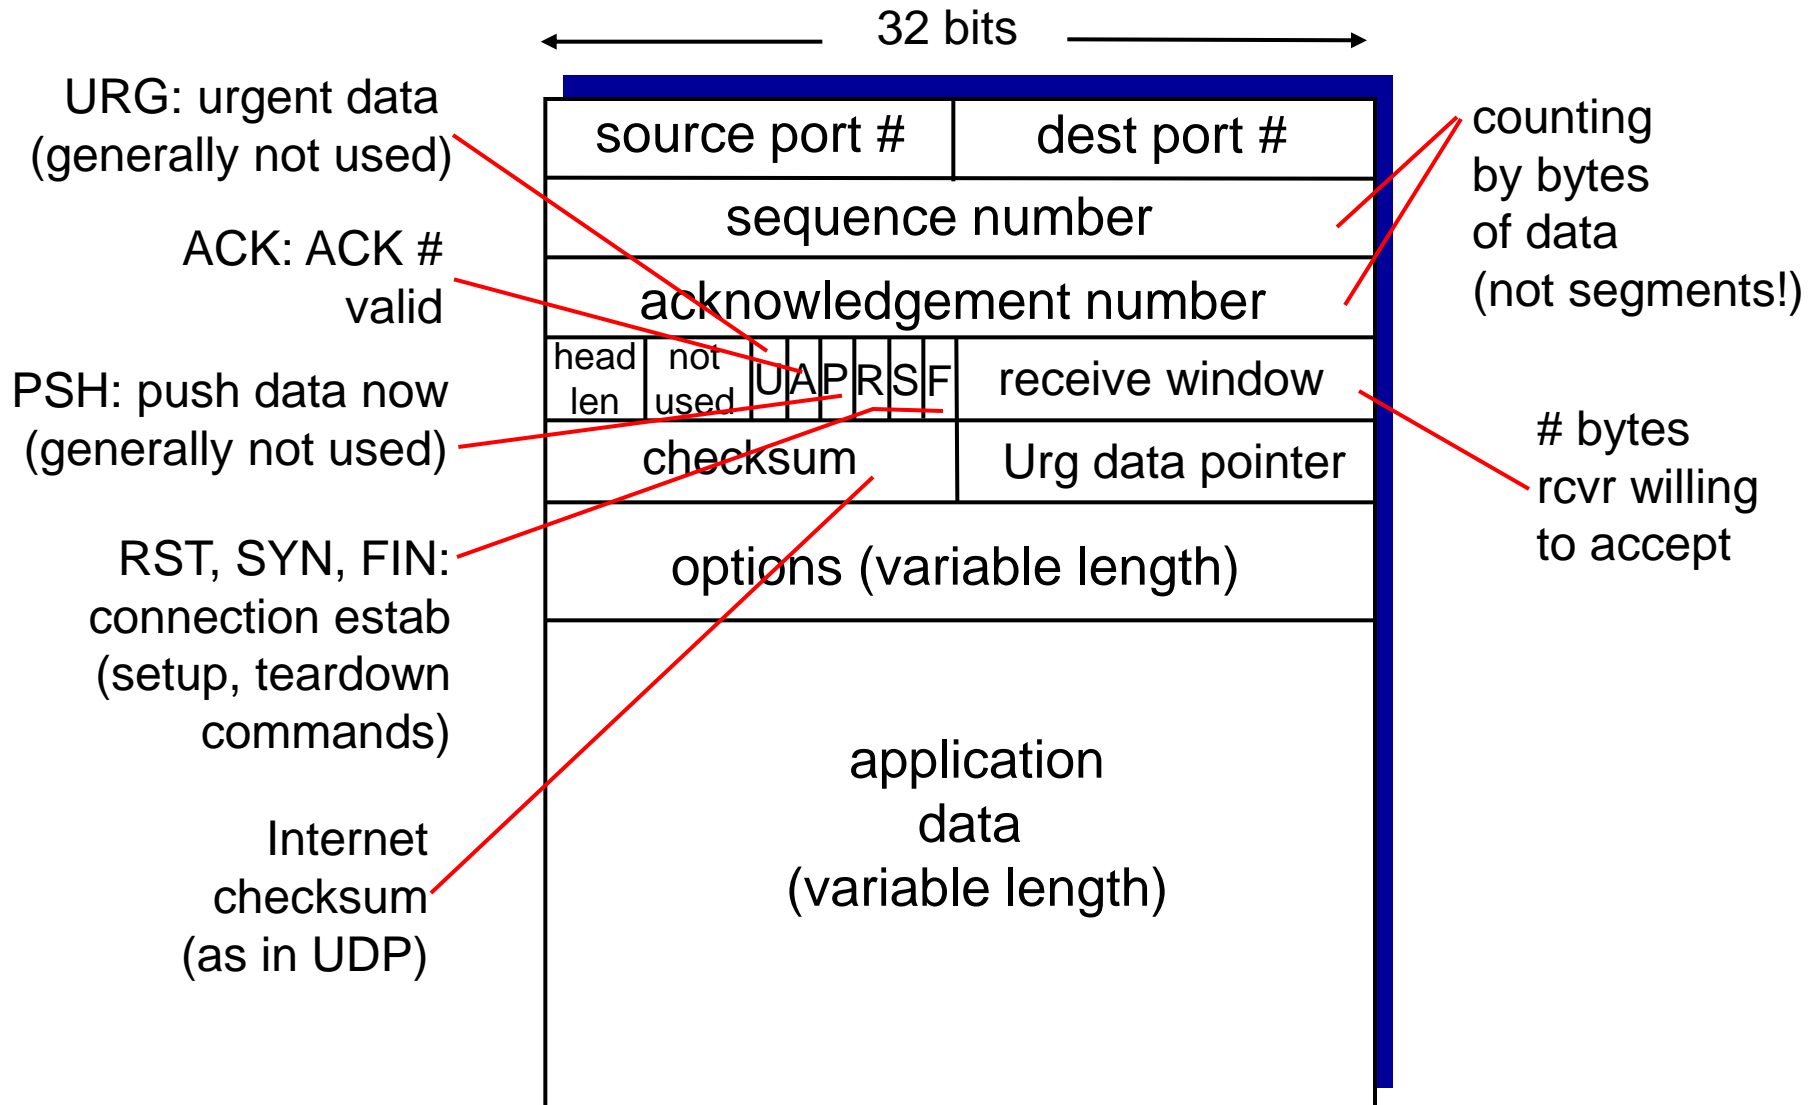 32 bits
URG: urgent data
(generally not used)
ACK: ACK #
valid
PSH: push data now
(generally not used)
RST, SYN, FIN:
connection estab
(setup, teardown
commands)
Internet
checksum
(as in UDP)
source port #
dest port #
sequence number
acknowledgement number
head
len
not
used
U
A
P
R
S
F
receive window
checksum
Urg data pointer
options (variable length)
application
data
(variable length)
counting
by bytes
of data
(not segments!)
# bytes
rcvr willing
to accept